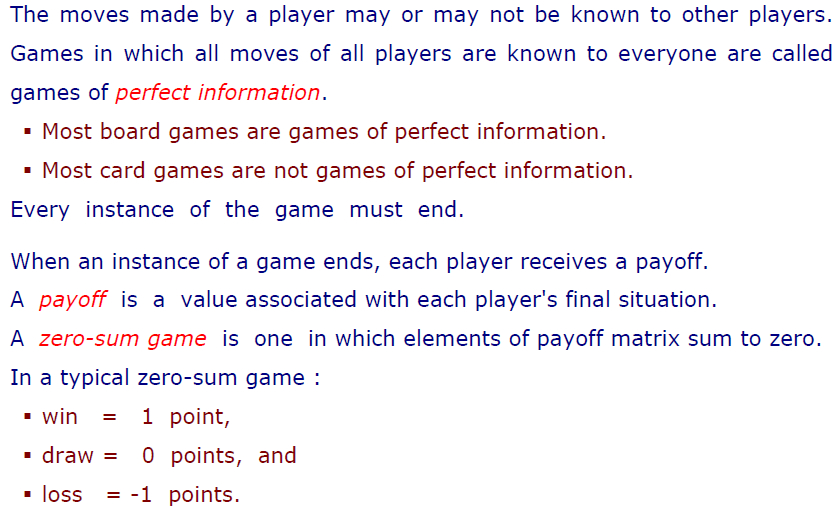 The moves made by a player may or may not be known to other players.
Games in which all moves of all players are known to everyone are called
games of perfect information.
▪ Most board games are games of perfect information.
▪ Most card games are not games of perfect information.
Every instance of the game must end.
When an instance of a game ends, each player receives a payoff.
A payoff is a value associated with each player's final situation.
A zero-sum game is one in which elements of payoff matrix sum to zero.
In a typical zero-sum game :
▪ win = 1 point,
▪ draw = 0 points, and
▪ loss = -1 points.